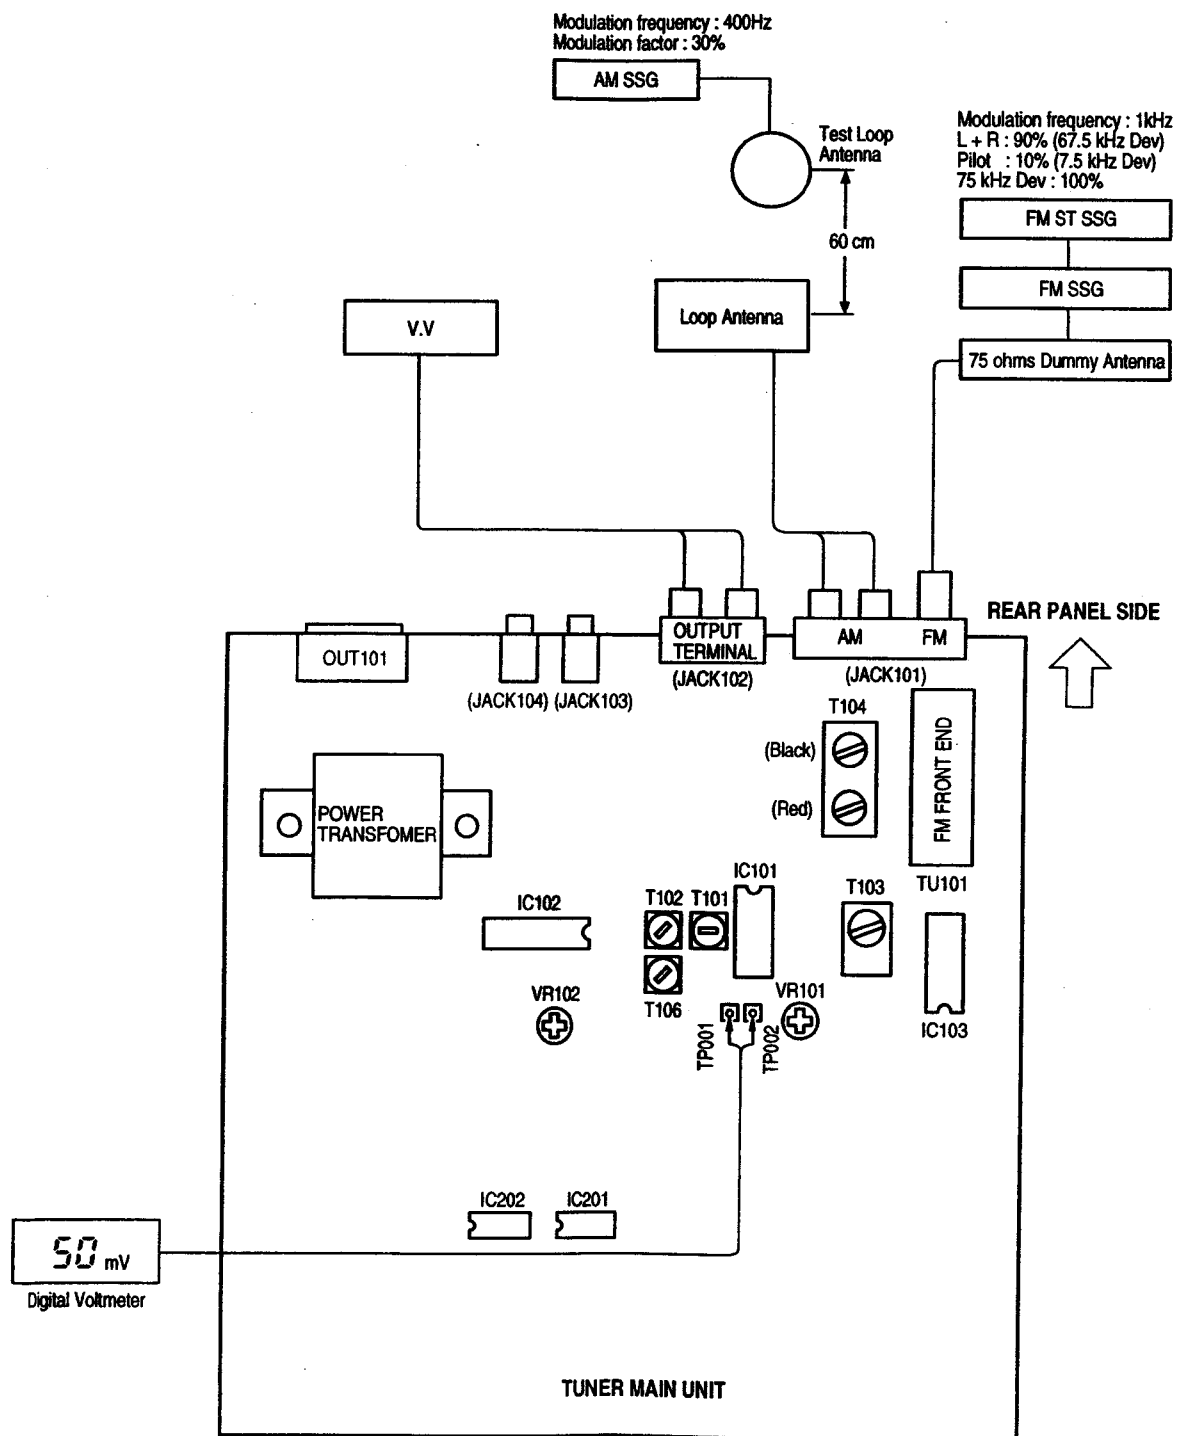 Modulation frequency : 400Hz
Modulation factor : 30%
AM SSG
Test Loop
Antenna
Modulation frequency : 1kHz
L + R : 90% (67.5 kHz Dev)
Pilot : 10% (7.5 kHz Dev)
75 kHz Dev : 100%
FM ST SSG
60 cm
FM SSG
V.V
Loop Antenna
75 ohms Dummy Antenna
REAR PANEL SIDE
OUT101
OUTPUT
TERMINAL
AM
FM
(JACK104)
(JACK103)
(JACK102)
(JACK101)
T104
(Black)
(Red)
FM FRONT END
POWER
TRANSFOMER
IC101
TU101
T103
IC102
T102
T101
VR102
T106
VR101
IC103
TP001
TP002
IC202
IC201
50 mV
Digital Voltmeter
TUNER MAIN UNIT